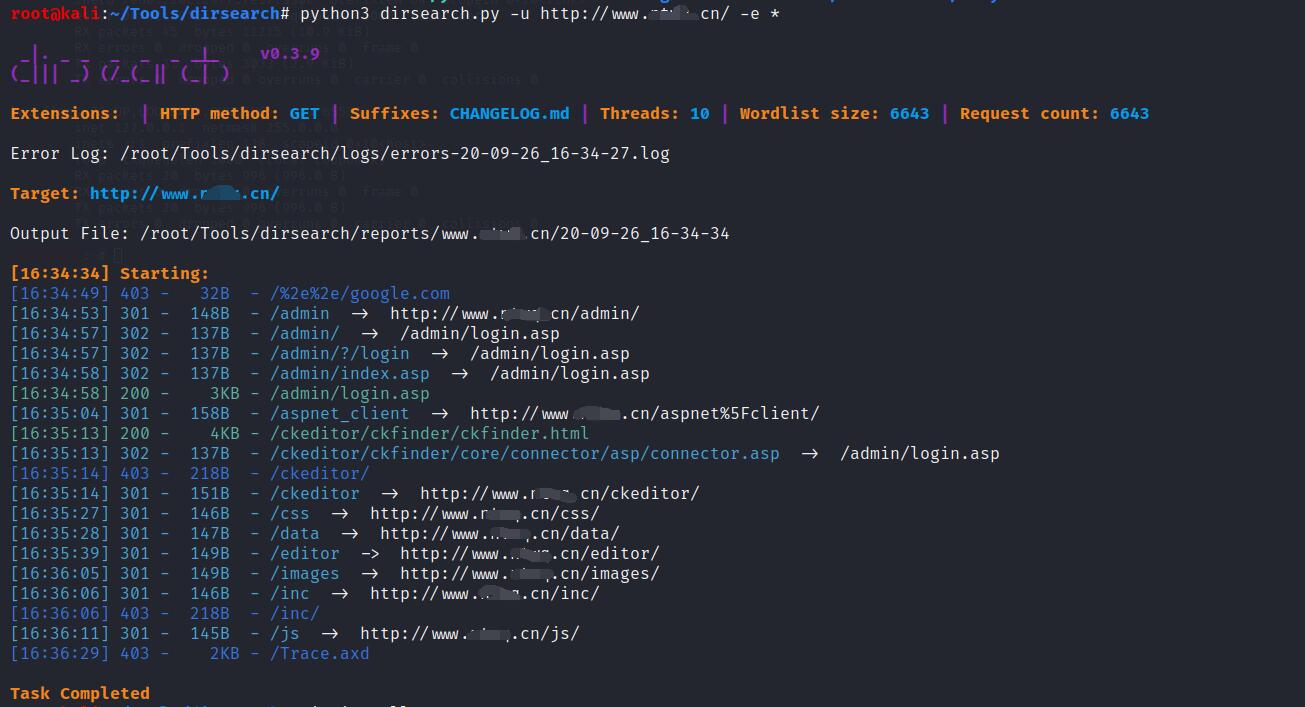 root@kali:~/Tools/dirsearch# python3 dirsearch.py -u http://www. .cn/ -e *
_|. _ _ _ _ _ _|_ v0.3.9
(_||| _) (/_(_|| (_| )
Extensions: | HTTP method: GET | Suffixes: CHANGELOG.md | Threads: 10 | Wordlist size: 6643 | Request count: 6643
Error Log: /root/Tools/dirsearch/logs/errors-20-09-26_16-34-27.log
Target: http://www. .cn/
Output File: /root/Tools/dirsearch/reports/www. .cn/20-09-26_16-34-34
[16:34:34] Starting:
[16:34:49] 403 - 32B - /%2e%2e/google.com
[16:34:53] 301 - 148B - /admin -> http://www. .cn/admin/
[16:34:57] 302 - 137B - /admin/ -> /admin/login.asp
[16:34:57] 302 - 137B - /admin/?/login -> /admin/login.asp
[16:34:58] 302 - 137B - /admin/index.asp -> /admin/login.asp
[16:34:58] 200 - 3KB - /admin/login.asp
[16:35:04] 301 - 158B - /aspnet_client -> http://www .cn/aspnet%5Fclient/
[16:35:13] 200 - 4KB - /ckeditor/ckfinder/ckfinder.html
[16:35:13] 302 - 137B - /ckeditor/ckfinder/core/connector/asp/connector.asp -> /admin/login.asp
[16:35:14] 403 - 218B - /ckeditor/
[16:35:14] 301 - 151B - /ckeditor -> http://www. cn/ckeditor/
[16:35:27] 301 - 146B - /css -> http://www. .cn/css/
[16:35:28] 301 - 147B - /data -> http://www. .cn/data/
[16:35:39] 301 - 149B - /editor -> http://www. .cn/editor/
[16:36:05] 301 - 149B - /images -> http://www. .cn/images/
[16:36:06] 301 - 146B - /inc -> http://www. .cn/inc/
[16:36:06] 403 - 218B - /inc/
[16:36:11] 301 - 145B - /js -> http://www. .cn/js/
[16:36:29] 403 - 2KB - /Trace.axd
Task Completed